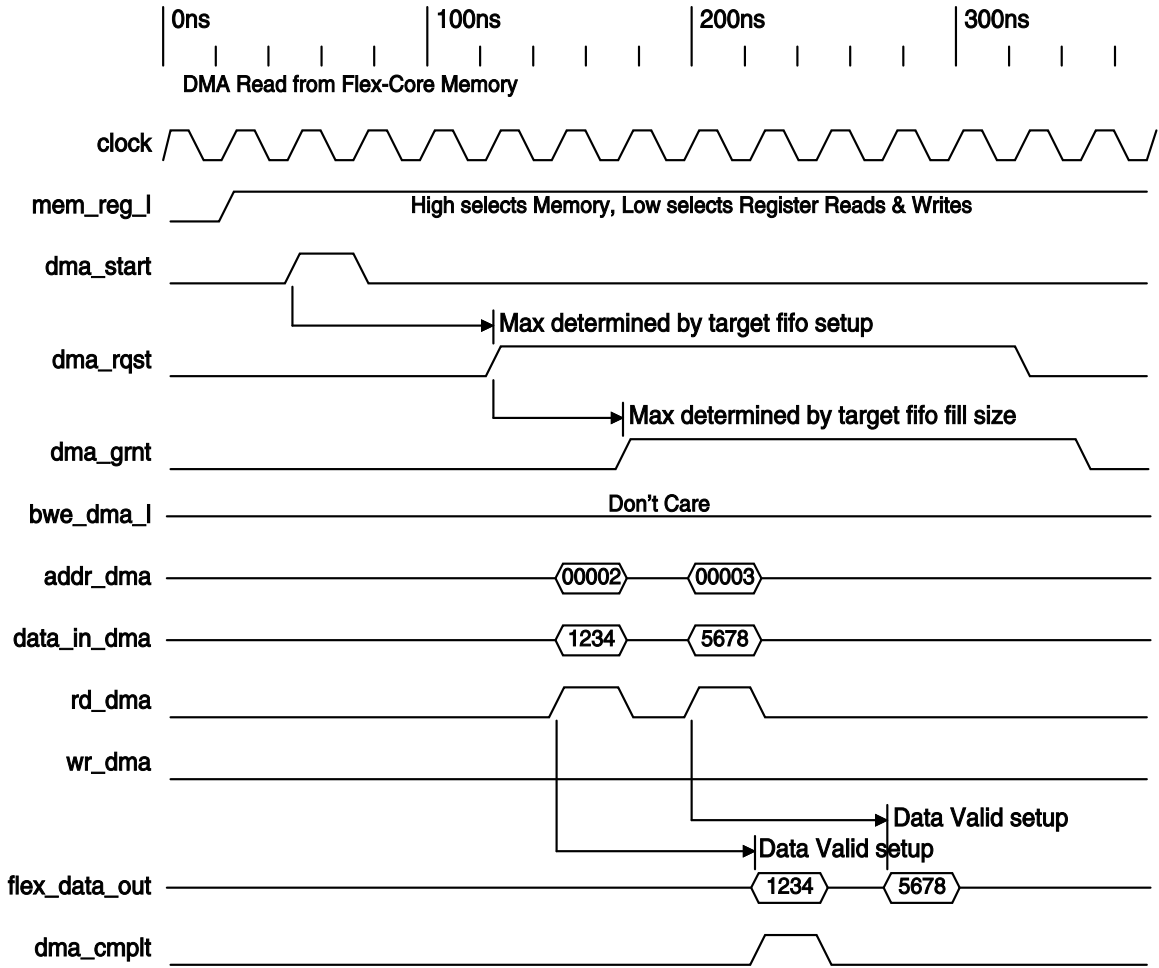 0ns 100ns 200ns 300ns
DMA Read from Flex-Core Memory
clock
mem_reg_l High selects Memory, Low selects Register Reads & Writes
dma_start
Max determined by target fifo setup
dma_rqst
Max determined by target fifo fill size
dma_grnt
bwe_dma_l Don't Care
addr_dma 00002 00003
data_in_dma 1234 5678
rd_dma
wr_dma
Data Valid setup
Data Valid setup
flex_data_out 1234 5678
dma_cmplt